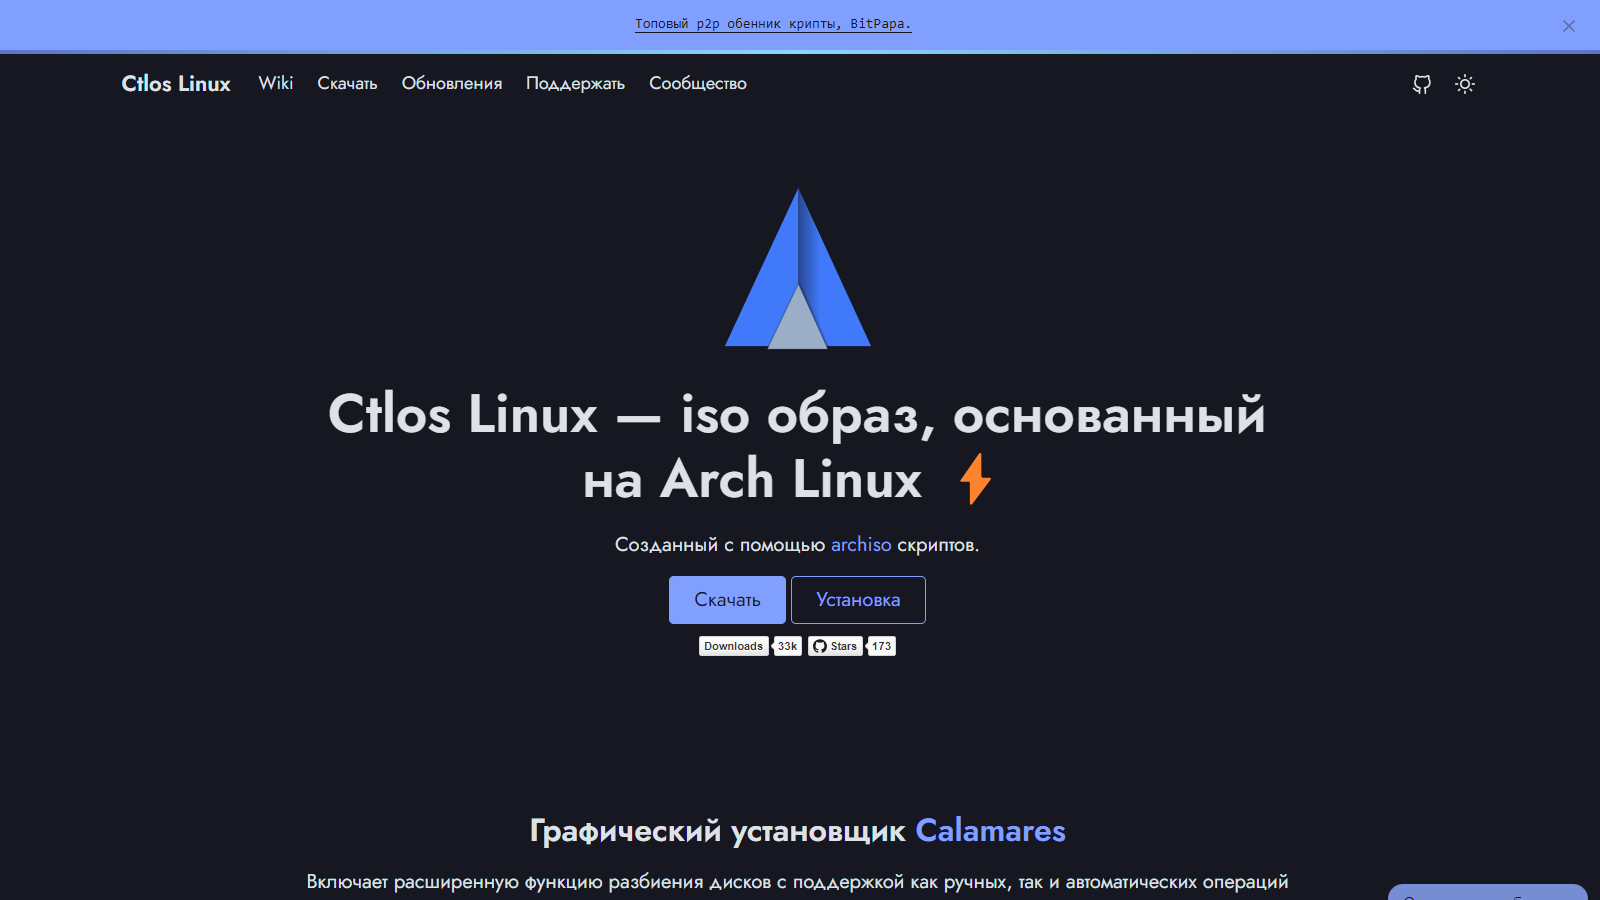 Топовый p2p обенник крипты, BitPapa.
Ctlos Linux Wiki Скачать Обновления Поддержать Сообщество
Ctlos Linux — iso образ, основанный
на Arch Linux
Созданный с помощью archiso скриптов.
Скачать Установка
Downloads 33k Stars 173
Графический установщик Calamares
Включает расширенную функцию разбиения дисков с поддержкой как ручных, так и автоматических операций